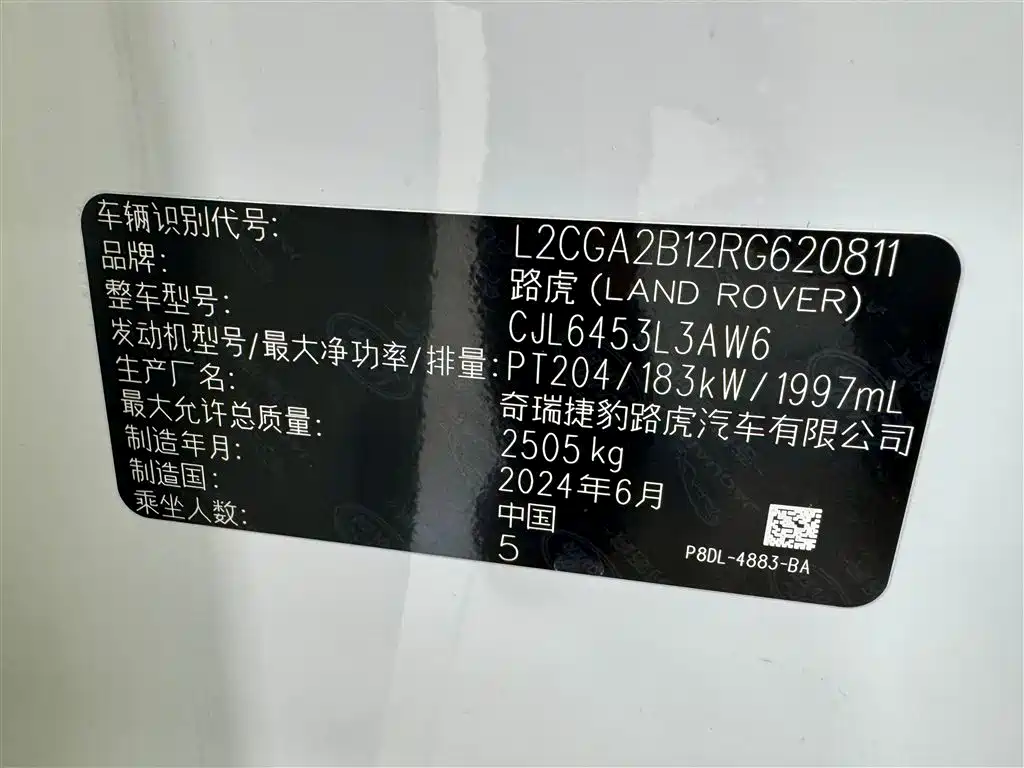 车辆识别代号: L2CGA2B12RG620811
品牌: 路虎 (LAND ROVER)
整车型号: CJL6453L3AW6
发动机型号/最大净功率/排量: PT204/183kW/1997mL
生产厂名: 奇瑞捷豹路虎汽车有限公司
最大允许总质量: 2505kg
制造年月: 2024年6月
制造国: 中国
乘坐人数: 5
P8DL-4883-BA